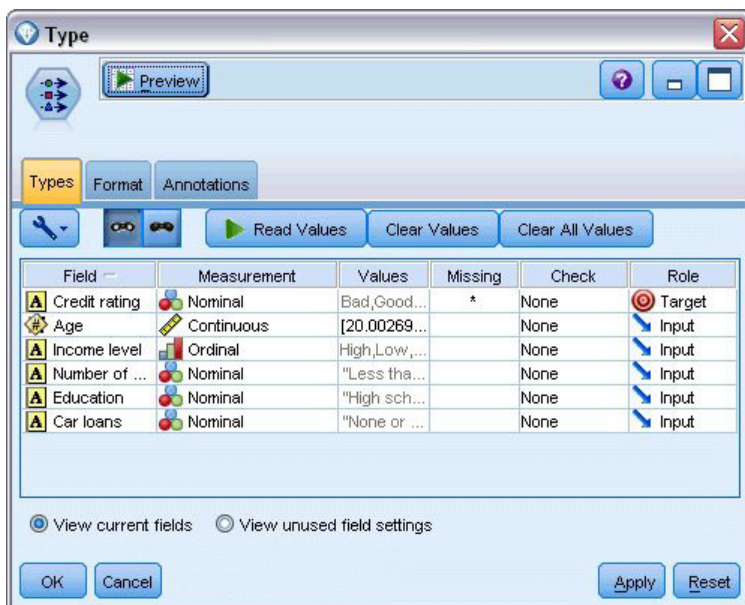 Type
Preview
Types Format Annotations
Read Values Clear Values Clear All Values
Field Measurement Values Missing Check Role
Credit rating Nominal Bad,Good... * None Target
Age Continuous [20.00269... None Input
Income level Ordinal High,Low,... None Input
Number of ... Nominal "Less tha... None Input
Education Nominal "High sch... None Input
Car loans Nominal "None or ... None Input
View current fields View unused field settings
OK Cancel Apply Reset